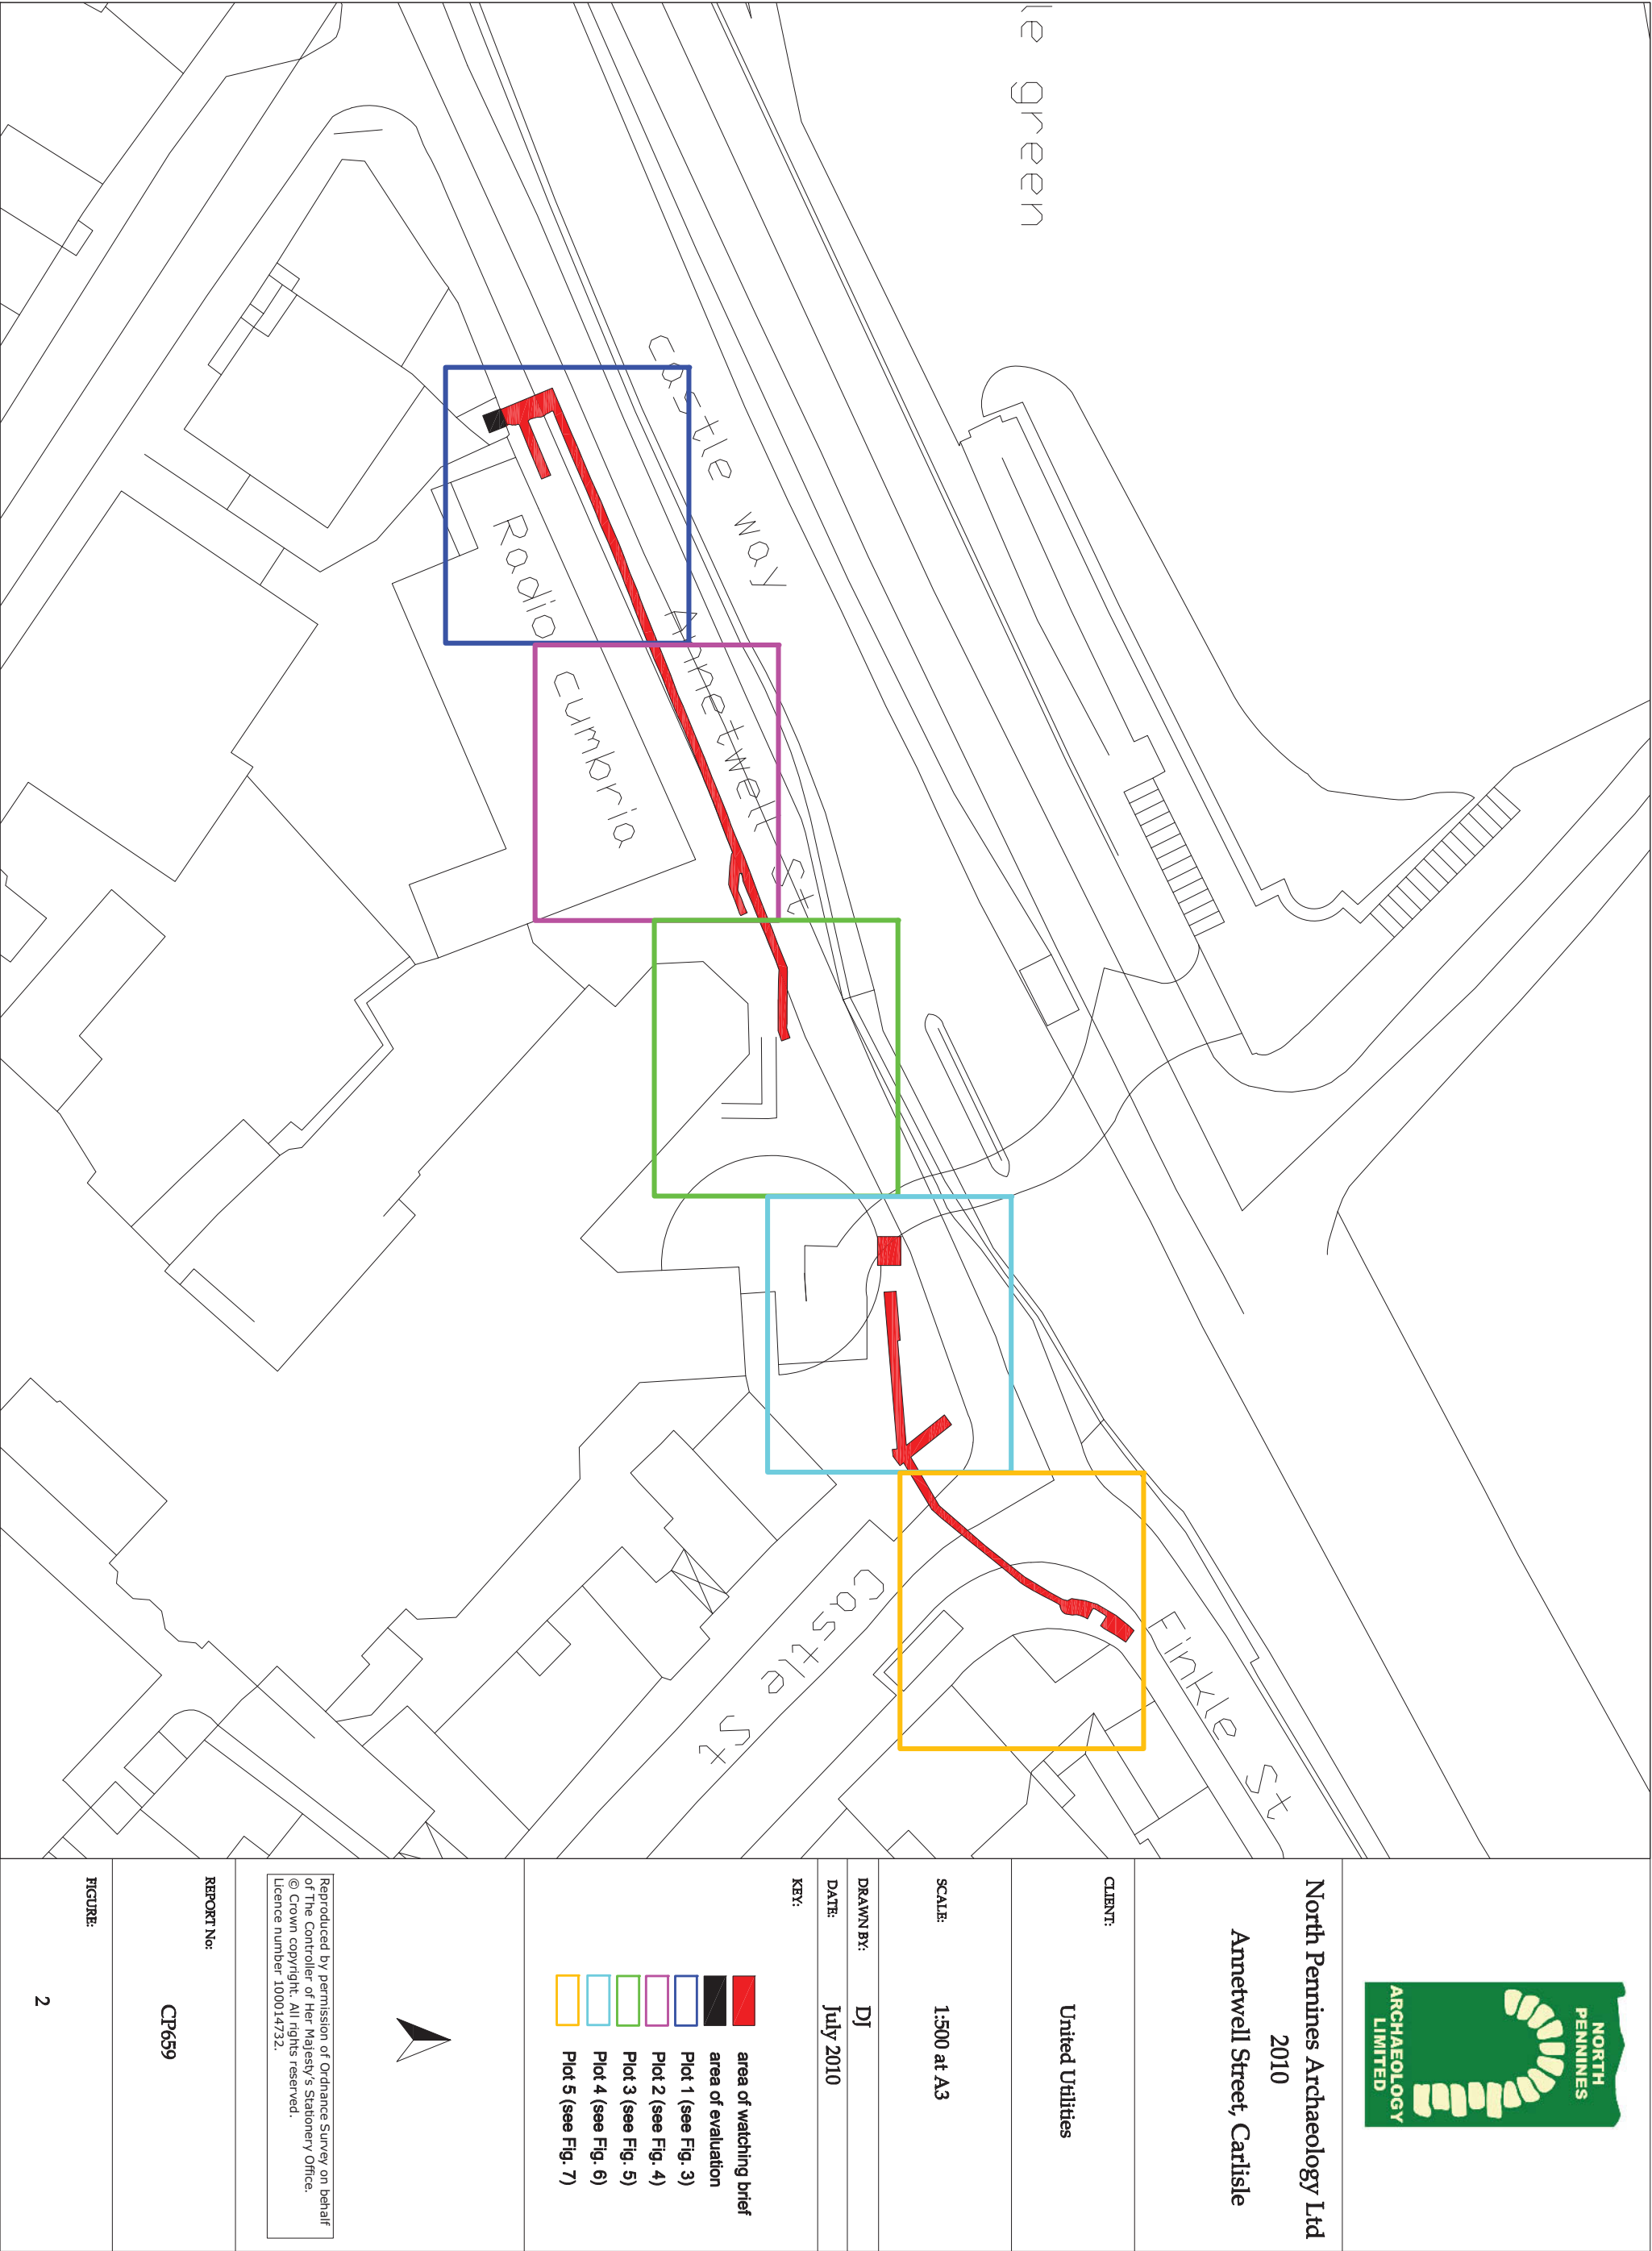 le green
Castle Way
Annetwell St
Radio Cumbria
Castle St
Finkle St
NORTH
PENNINES
ARCHAEOLOGY
LIMITED
North Pennines Archaeology Ltd
2010
Annetwell Street, Carlisle
CLIENT:
United Utilities
SCALE:
1:500 at A3
DRAWN BY: DJ
DATE: July 2010
KEY:
area of watching brief
area of evaluation
Plot 1 (see Fig. 3)
Plot 2 (see Fig. 4)
Plot 3 (see Fig. 5)
Plot 4 (see Fig. 6)
Plot 5 (see Fig. 7)
Reproduced by permission of Ordnance Survey on behalf
of The Controller of Her Majesty's Stationery Office.
© Crown copyright. All rights reserved.
Licence number 100014732.
REPORT No:
CP659
FIGURE:
2